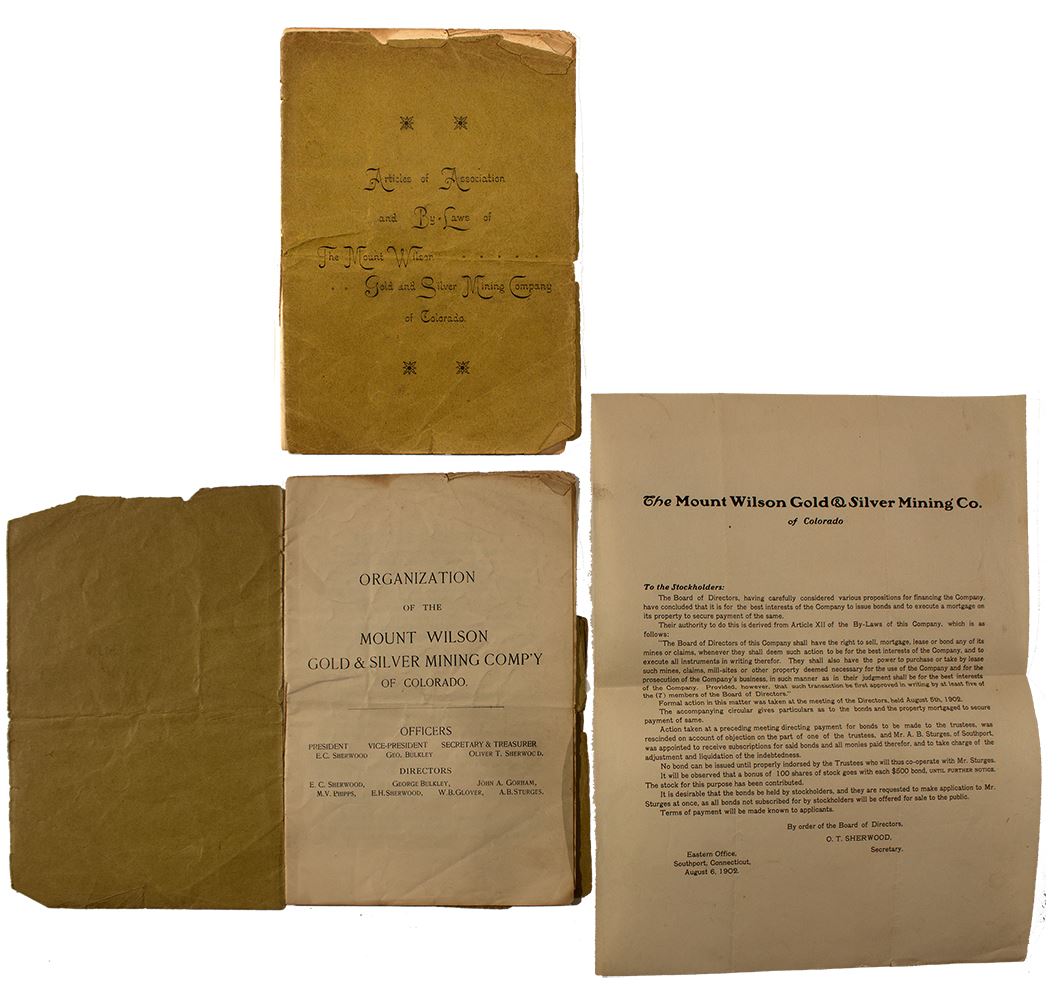 Articles of Association
and By-Laws of
The Mount Wilson . . . . . .
. . Gold and Silver Mining Company
of Colorado.
ORGANIZATION
OF THE
MOUNT WILSON
GOLD & SILVER MINING COMP'Y
OF COLORADO.
OFFICERS
PRESIDENT VICE-PRESIDENT SECRETARY & TREASURER
E.C. SHERWOOD GEO. BULKLEY OLIVER T. SHERWOOD.
DIRECTORS
E. C. SHERWOOD, GEORGE BULKLEY, JOHN A. GORHAM,
M.V. PHIPPS, E.H. SHERWOOD, W.B. GLOVER, A.B. STURGES.
The Mount Wilson Gold & Silver Mining Co.
of Colorado
To the Stockholders:
The Board of Directors, having carefully considered various propositions for financing the Company,
have concluded that it is for the best interests of the Company to issue bonds and to execute a mortgage on
its property to secure payment of the same.
Their authority to do this is derived from Article XII of the By-Laws of this Company, which is as
follows:
"The Board of Directors of this Company shall have the right to sell, mortgage, lease or bond any of its
mines or claims, whenever they shall deem such action to be for the best interests of the Company, and to
execute all instruments in writing therefor. They shall also have the power to purchase or take by lease
such mines, claims, mill-sites or other property deemed necessary for the use of the Company and for the
prosecution of the Company's business, in such manner as in their judgment shall be for the best interests
of the Company. Provided, however, that such transaction be first approved in writing by at least five of
the (7) members of the Board of Directors."
Formal action in this matter was taken at the meeting of the Directors, held August 5th, 1902.
The accompanying circular gives particulars as to the bonds and the property mortgaged to secure
payment of same.
Action taken at a preceding meeting directing payment for bonds to be made to the trustees, was
rescinded on account of objection on the part of one of the trustees, and Mr. A. B. Sturges, of Southport,
was appointed to receive subscriptions for said bonds and all monies paid therefor, and to take charge of the
adjustment and liquidation of the indebtedness.
No bond can be issued until properly indorsed by the Trustees who will thus co-operate with Mr. Sturges.
It will be observed that a bonus of 100 shares of stock goes with each $500 bond, UNTIL FURTHER NOTICE.
The stock for this purpose has been contributed.
It is desirable that the bonds be held by stockholders, and they are requested to make application to Mr.
Sturges at once, as all bonds not subscribed for by stockholders will be offered for sale to the public.
Terms of payment will be made known to applicants.
By order of the Board of Directors,
O. T. SHERWOOD,
Secretary.
Eastern Office,
Southport, Connecticut,
August 6, 1902.